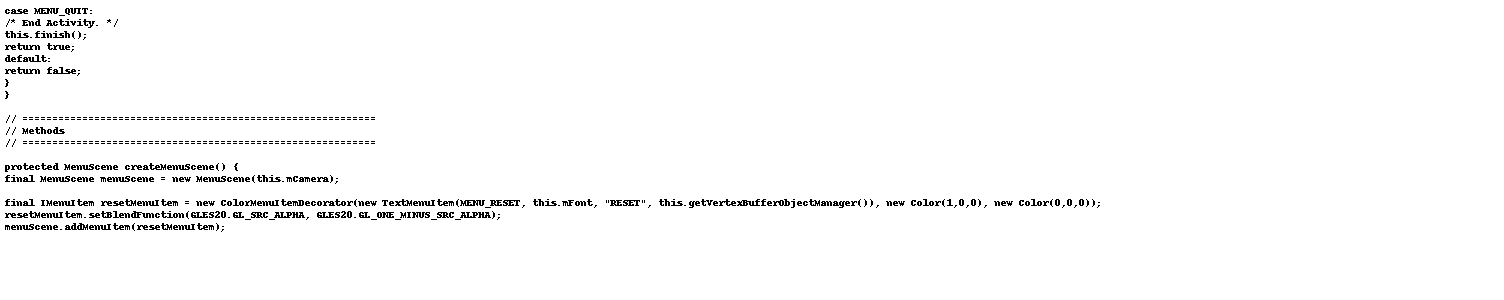 case MENU_QUIT:
/* End Activity. */
this.finish();
return true;
default:
return false;
}
}
// ===========================================================
// Methods
// ===========================================================
protected MenuScene createMenuScene() {
final MenuScene menuScene = new MenuScene(this.mCamera);
final IMenuItem resetMenuItem = new ColorMenuItemDecorator(new TextMenuItem(MENU_RESET, this.mFont, "RESET", this.getVertexBufferObjectManager()), new Color(1,0,0), new Color(0,0,0));
resetMenuItem.setBlendFunction(GLES20.GL_SRC_ALPHA, GLES20.GL_ONE_MINUS_SRC_ALPHA);
menuScene.addMenuItem(resetMenuItem);